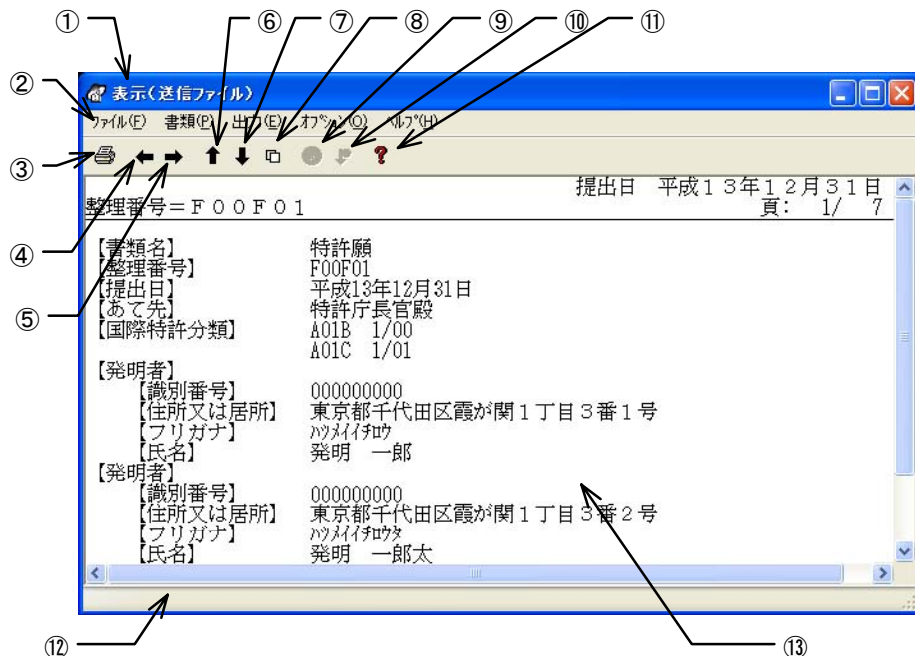 ① ② ③ ④ ⑤ ⑥ ⑦ ⑧ ⑨ ⑩ ⑪ ⑫ ⑬
表示(送信ファイル)
ファイル(F) 書類(P) 出力(E) オプション(O) ヘルプ(H)
提出日 平成13年12月31日
整理番号=F00F01 頁: 1/ 7
【書類名】 特許願
【整理番号】 F00F01
【提出日】 平成13年12月31日
【あて先】 特許庁長官殿
【国際特許分類】 A01B 1/00
A01C 1/01
【発明者】
【識別番号】 000000000
【住所又は居所】 東京都千代田区霞が関1丁目3番1号
【フリガナ】 ハツメイイチロウ
【氏名】 発明 一郎
【発明者】
【識別番号】 000000000
【住所又は居所】 東京都千代田区霞が関1丁目3番2号
【フリガナ】 ハツメイイチロウタ
【氏名】 発明 一郎太